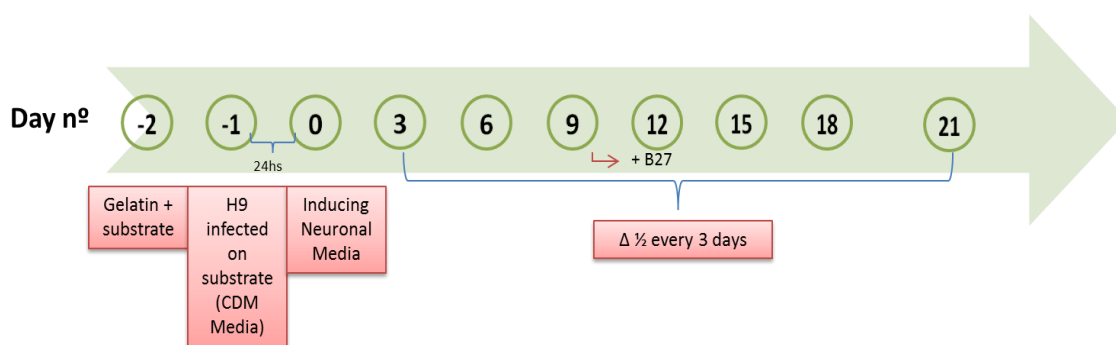 Day nº
-2
-1
0
3
6
9
12
15
18
21
24hs
+ B27
Gelatin +
substrate
H9
infected
on
substrate
(CDM
Media)
Inducing
Neuronal
Media
Δ ½ every 3 days